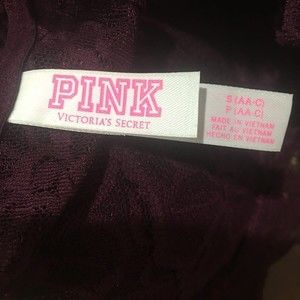 PINK
VICTORIA'S SECRET
S (AA-C)
P (AA-C)
MADE IN VIETNAM
FAIT AU VIETNAM
HECHO EN VIETNAM